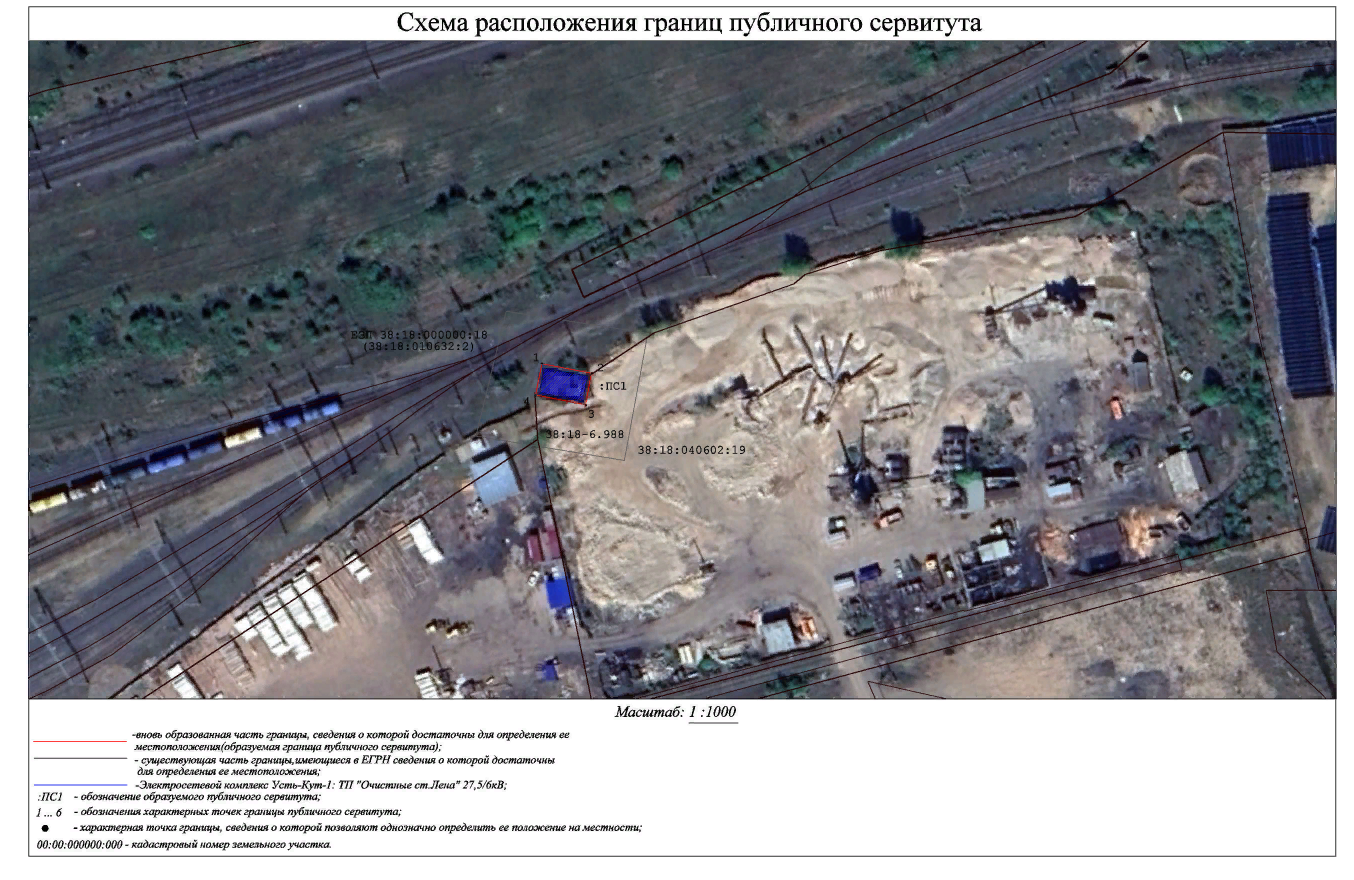 Схема расположения границ публичного сервитута
ЕЗП 38:18:000000:18
(38:18:010632:2)
1
2
:ПС1
4
3
38:18-6.988
38:18:040602:19
Масштаб: 1 :1000
-вновь образованная часть границы, сведения о которой достаточны для определения ее
местоположения(образуемая граница публичного сервитута);
- существующая часть границы,имеющиеся в ЕГРН сведения о которой достаточны
для определения ее местоположения;
-Электросетевой комплекс Усть-Кут-1: ТП "Очистные ст.Лена" 27,5/6кВ;
:ПС1 - обозначение образуемого публичного сервитута;
1 ... 6 - обозначения характерных точек границы публичного сервитута;
- характерная точка границы, сведения о которой позволяют однозначно определить ее положение на местности;
00:00:000000:000 - кадастровый номер земельного участка.